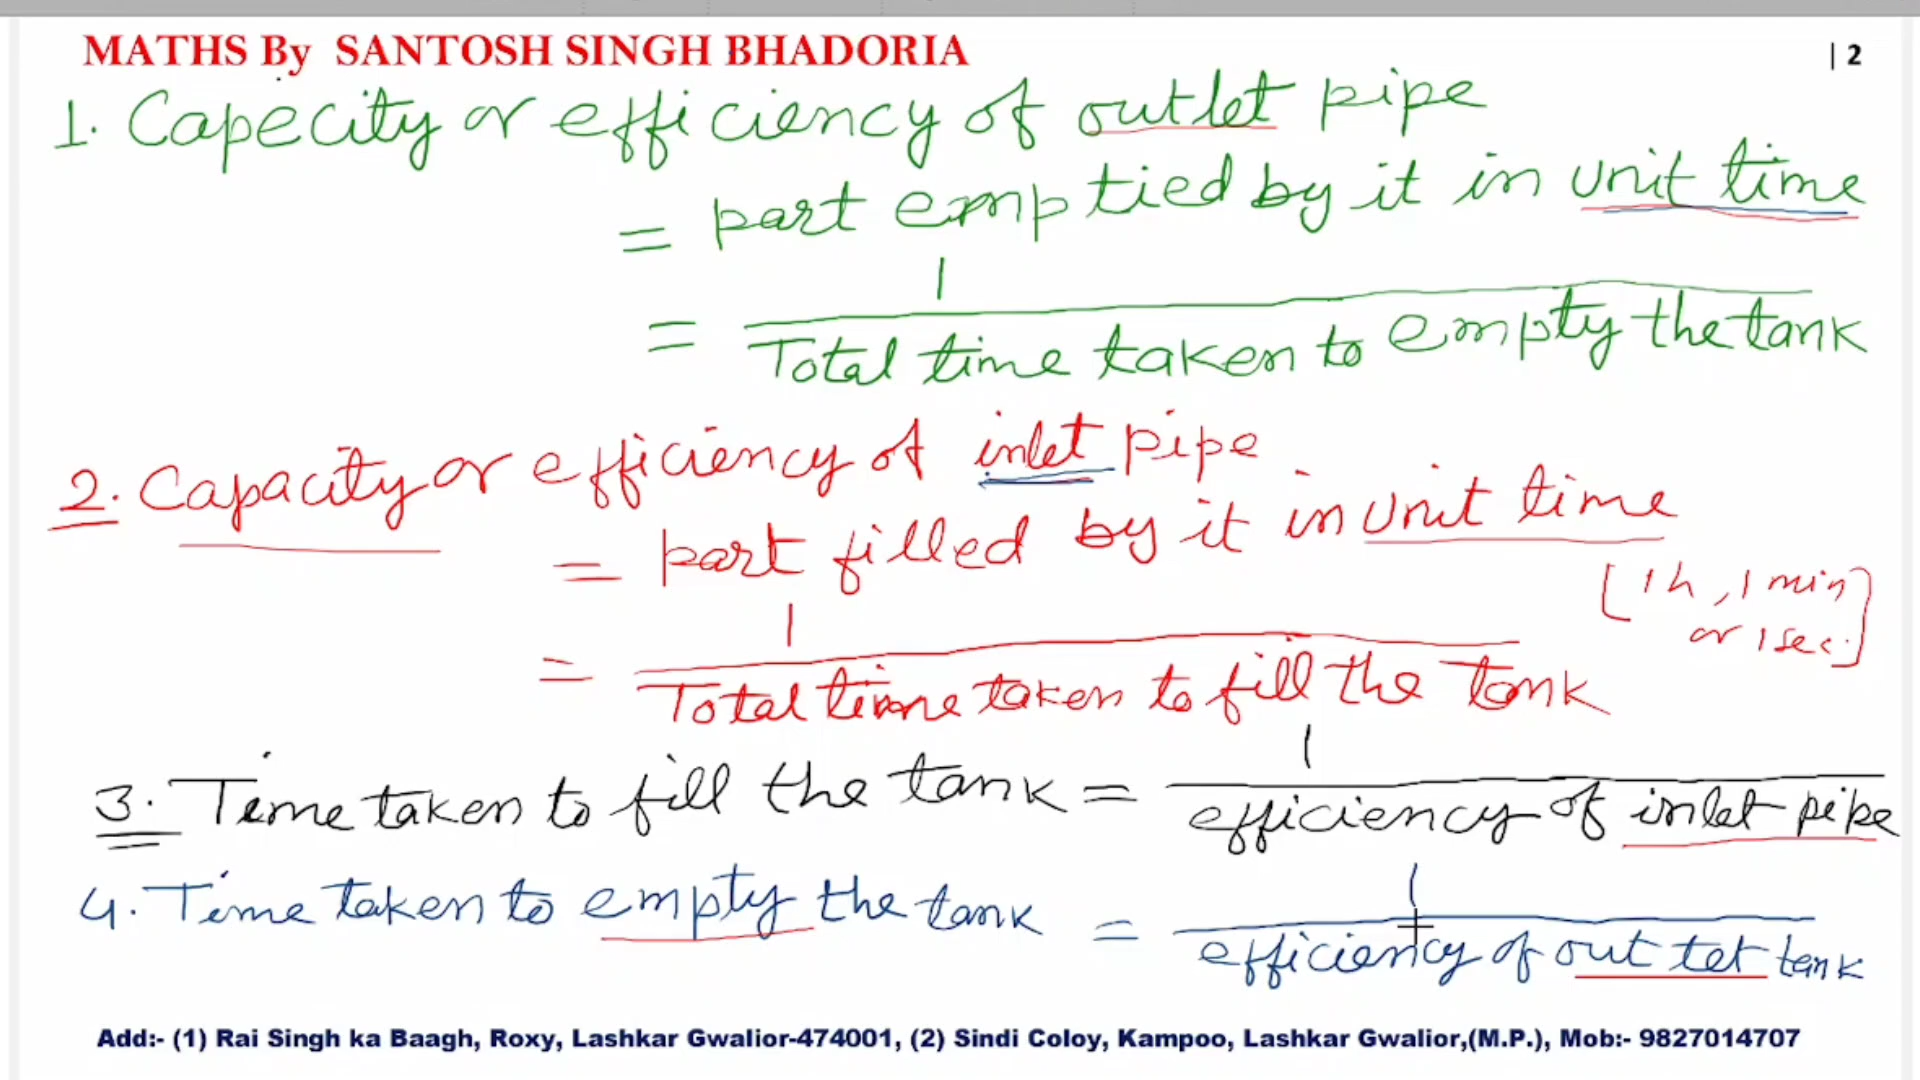 MATHS By SANTOSH SINGH BHADORIA
| 2
1. Capecity or efficiency of outlet pipe
= part emptied by it in unit time
= 1
Total time taken to empty the tank
2. Capacity or efficiency of inlet pipe
= part filled by it in unit time
[1h, 1 min
or 1 sec.]
= 1
Total time taken to fill the tank
3. Time taken to fill the tank = 1
efficiency of inlet pipe
4. Time taken to empty the tank = 1
efficiency of out tet tank
Add:- (1) Rai Singh ka Baagh, Roxy, Lashkar Gwalior-474001, (2) Sindi Coloy, Kampoo, Lashkar Gwalior,(M.P.), Mob:- 9827014707